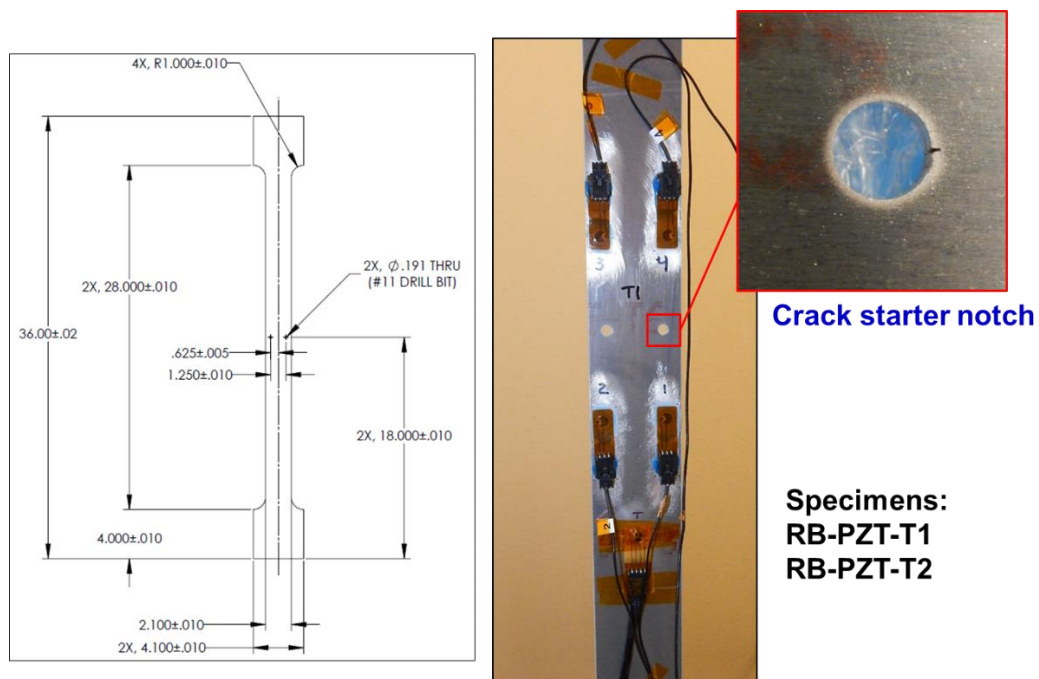 4X, R1.000±.010
2X, Ø.191 THRU
(#11 DRILL BIT)
2X, 28.000±.010
36.00±.02
.625±.005
1.250±.010
2X, 18.000±.010
4.000±.010
2.100±.010
2X, 4.100±.010
3
4
T1
2
1
2
T
Crack starter notch
Specimens:
RB-PZT-T1
RB-PZT-T2